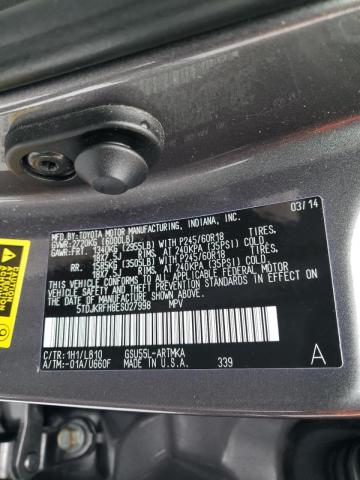 MFD.BY:TOYOTA MOTOR MANUFACTURING, INDIANA, INC. 03/14
GVWR:2720KG (6000LB)
GAWR:FRT. 1340KG (2955LB) WITH P245/60R18 TIRES,
18X7.5J RIMS, AT 240KPA (35PSI) COLD
RR. 1585KG (3500LB) WITH P245/60R18 TIRES,
18X7.5J RIMS, AT 240KPA (35PSI) COLD
THIS VEHICLE CONFORMS TO ALL APPLICABLE FEDERAL MOTOR
VEHICLE SAFETY AND THEFT PREVENTION STANDARDS IN
EFFECT ON THE DATE OF MANUFACTURE SHOWN ABOVE.
5TDJKRFH8ES027998 MPV
C/TR:1H1/LB10 GSU55L-ARTMKA
A/TM:-01A/U660F MADE IN U.S.A. 339 A